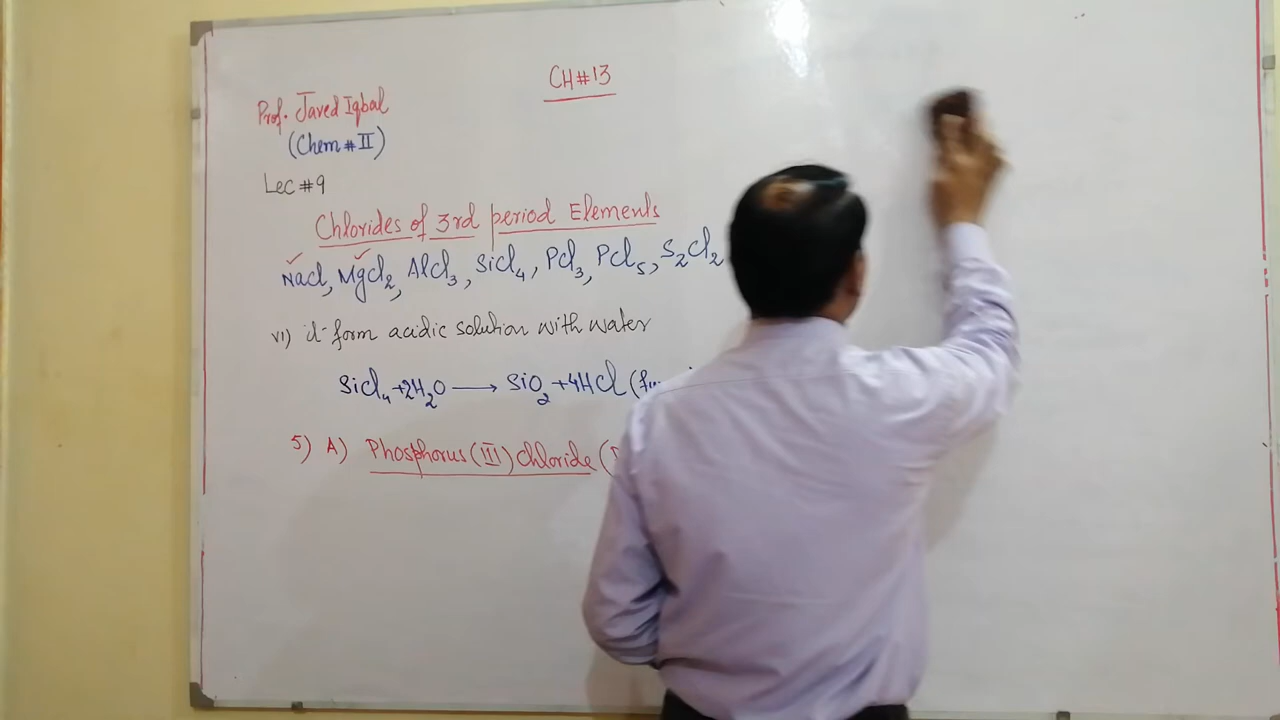 CH#13
Prof. Javed Iqbal
(Chem # II)
Lec #9
Chlorides of 3rd period Elements
NaCl, MgCl₂, AlCl₃, SiCl₄, PCl₃, PCl₅, S₂Cl₂
VI) it form acidic solution with water
SiCl₄+2H₂O ⟶ SiO₂+4HCl
5) A) Phosphorus (III) chloride